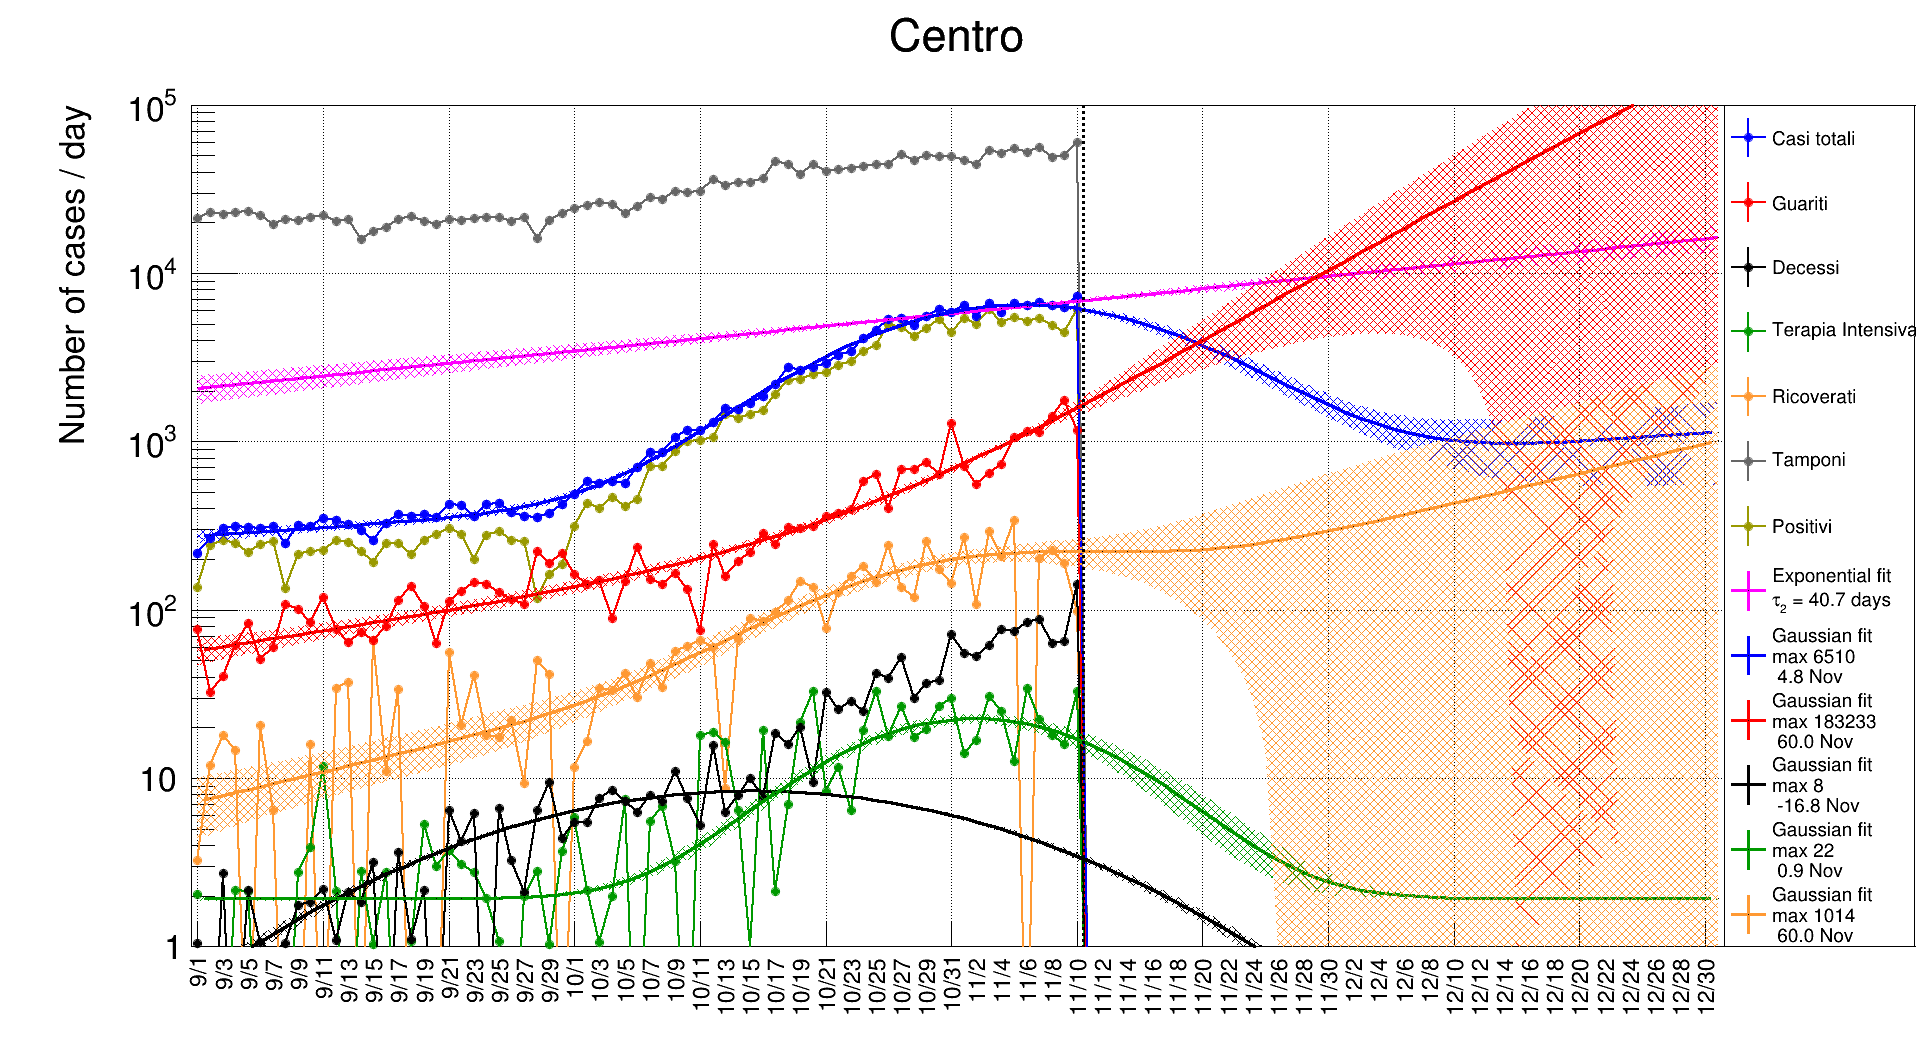 Centro
Number of cases / day
10⁵
10⁴
10³
10²
10
1
9/1
9/3
9/5
9/7
9/9
9/11
9/13
9/15
9/17
9/19
9/21
9/23
9/25
9/27
9/29
10/1
10/3
10/5
10/7
10/9
10/11
10/13
10/15
10/17
10/19
10/21
10/23
10/25
10/27
10/29
10/31
11/2
11/4
11/6
11/8
11/10
11/12
11/14
11/16
11/18
11/20
11/22
11/24
11/26
11/28
11/30
12/2
12/4
12/6
12/8
12/10
12/12
12/14
12/16
12/18
12/20
12/22
12/24
12/26
12/28
12/30
Casi totali
Guariti
Decessi
Terapia Intensiva
Ricoverati
Tamponi
Positivi
Exponential fit
τ₂ = 40.7 days
Gaussian fit
max 6510
4.8 Nov
Gaussian fit
max 183233
60.0 Nov
Gaussian fit
max 8
-16.8 Nov
Gaussian fit
max 22
0.9 Nov
Gaussian fit
max 1014
60.0 Nov